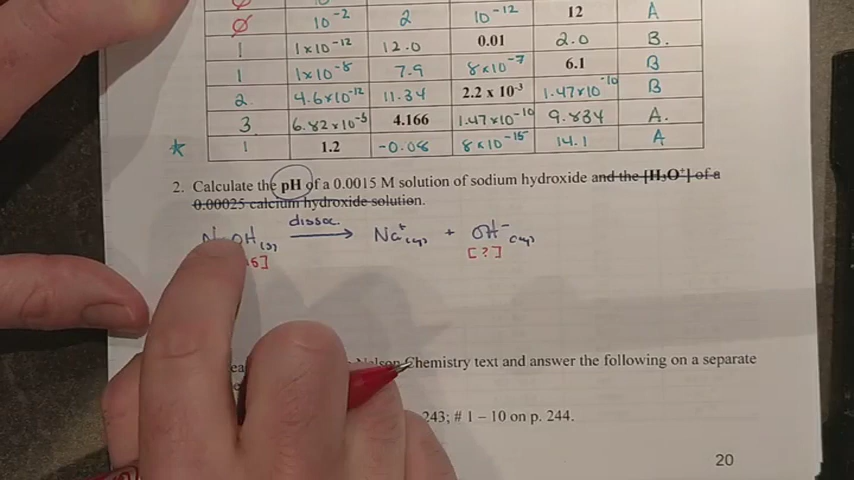 ∅
∅ 10⁻² 2 10⁻¹² 12 A
1 1×10⁻¹² 12.0 0.01 2.0 B.
1 1×10⁻⁸ 7.9 8×10⁻⁷ 6.1 B
2 4.6×10⁻¹² 11.34 2.2 x 10⁻³ 1.47×10⁻¹⁰ B
3 6.82×10⁻⁵ 4.166 1.47×10⁻¹⁰ 9.834 A.
* 1 1.2 -0.08 8×10⁻¹⁵ 14.1 A
2. Calculate the pH of a 0.0015 M solution of sodium hydroxide and the [H₃O⁺] of a
0.00025 calcium hydroxide solution.
dissoc.
OH(s) → Na⁺(aq) + OH⁻(aq)
[?]
Nelson Chemistry text and answer the following on a separate
243; # 1 – 10 on p. 244.
20